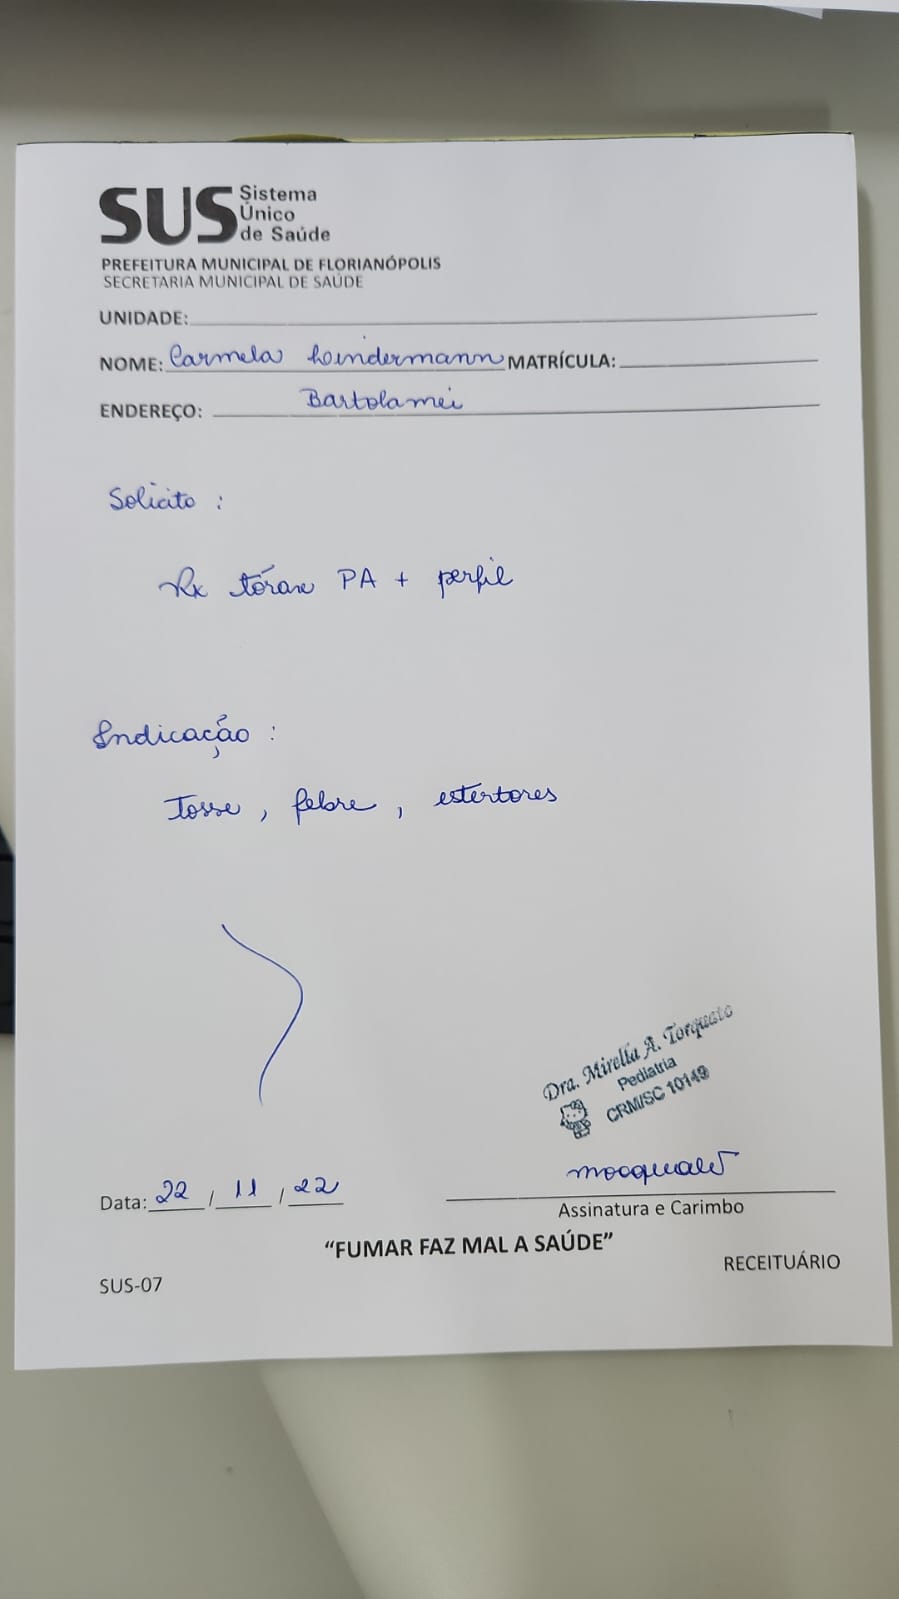 SUS Sistema
Único
de Saúde
PREFEITURA MUNICIPAL DE FLORIANÓPOLIS
SECRETARIA MUNICIPAL DE SAÚDE
UNIDADE:
NOME: Carmela Leindermann MATRÍCULA:
ENDEREÇO: Bartolamei
Solicito :
Rx tórax PA + perfil
Indicação :
Tosse , febre , estertores
Dra. Mirella A. Torquato
Pediatria
CRM/SC 10149
Data: 22 / 11 / 22
Assinatura e Carimbo
“FUMAR FAZ MAL A SAÚDE”
RECEITUÁRIO
SUS-07